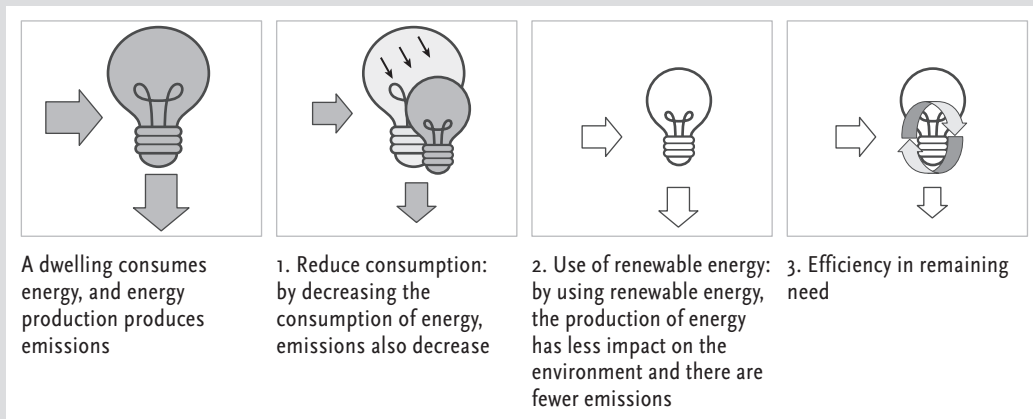 A dwelling consumes
energy, and energy
production produces
emissions
1. Reduce consumption:
by decreasing the
consumption of energy,
emissions also decrease
2. Use of renewable energy:
by using renewable energy,
the production of energy
has less impact on the
environment and there are
fewer emissions
3. Efficiency in remaining
need